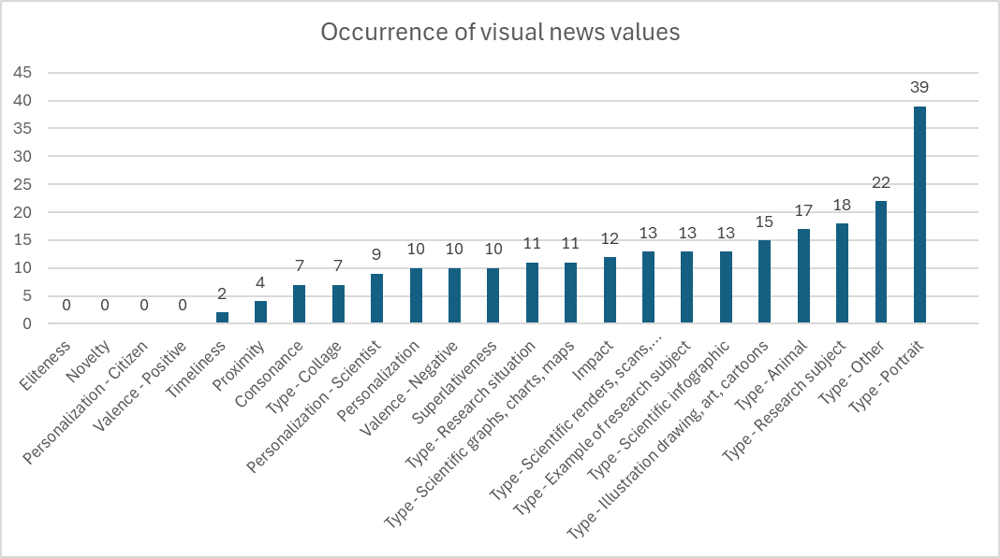 Occurrence of visual news values
45
40
35
30
25
20
15
10
5
0
0
0
0
0
2
4
7
7
9
10
10
10
11
11
12
13
13
13
15
17
18
22
39
Eliteness
Novelty
Personalization - Citizen
Valence - Positive
Timeliness
Proximity
Consonance
Type - Collage
Personalization - Scientist
Personalization
Valence - Negative
Superlativeness
Type - Research situation
Type - Scientific graphs, charts, maps
Impact
Type - Scientific renders, scans,...
Type - Example of research subject
Type - Scientific infographic
Type - Illustration drawing, art, cartoons
Type - Animal
Type - Research subject
Type - Other
Type - Portrait